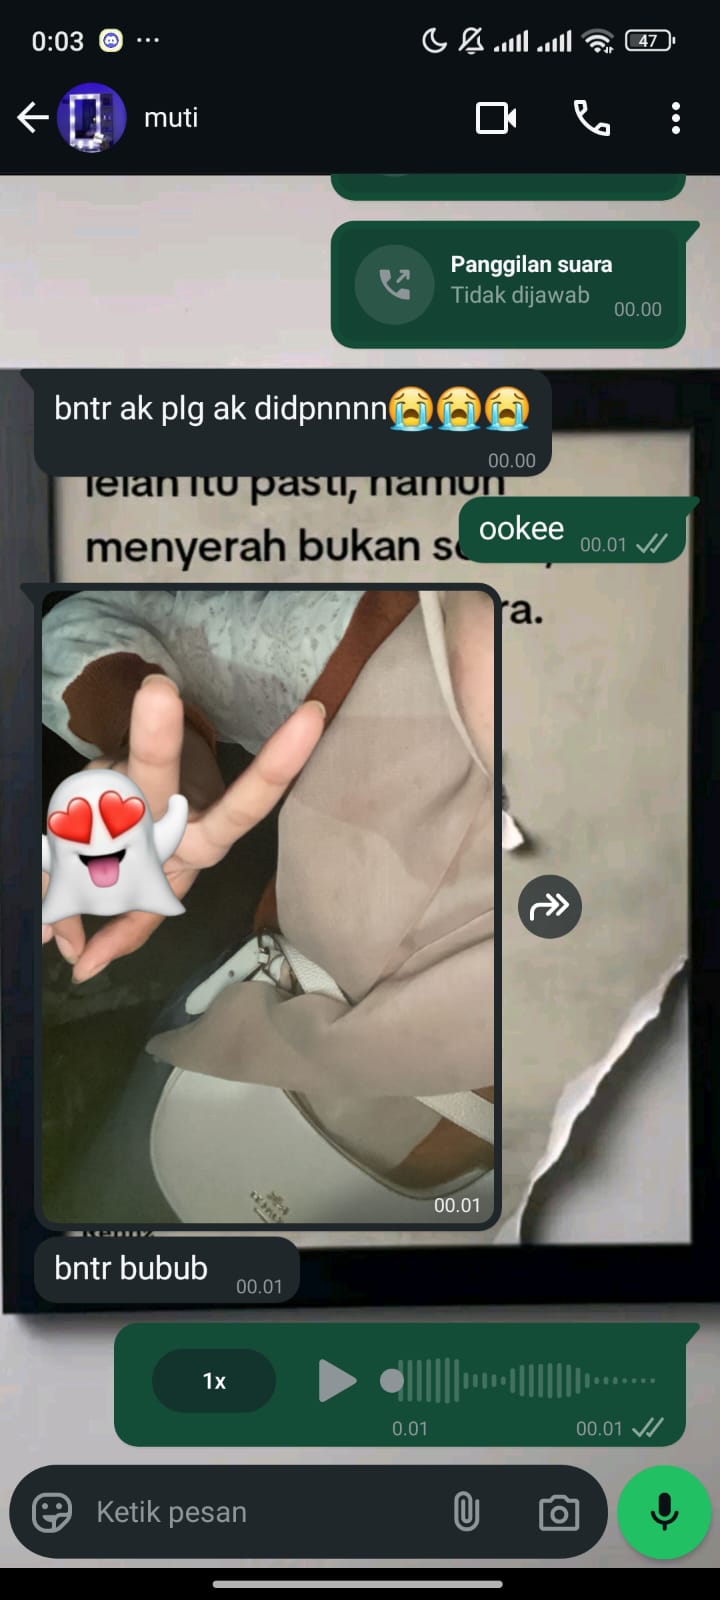 0:03
47
muti
Panggilan suara
Tidak dijawab
00.00
bntr ak plg ak didpnnnn😭😭😭
00.00
lelah itu pasti, namun
ookee
00.01
menyerah bukan
ra.
00.01
bntr bubub
00.01
1x
0.01
00.01
Ketik pesan